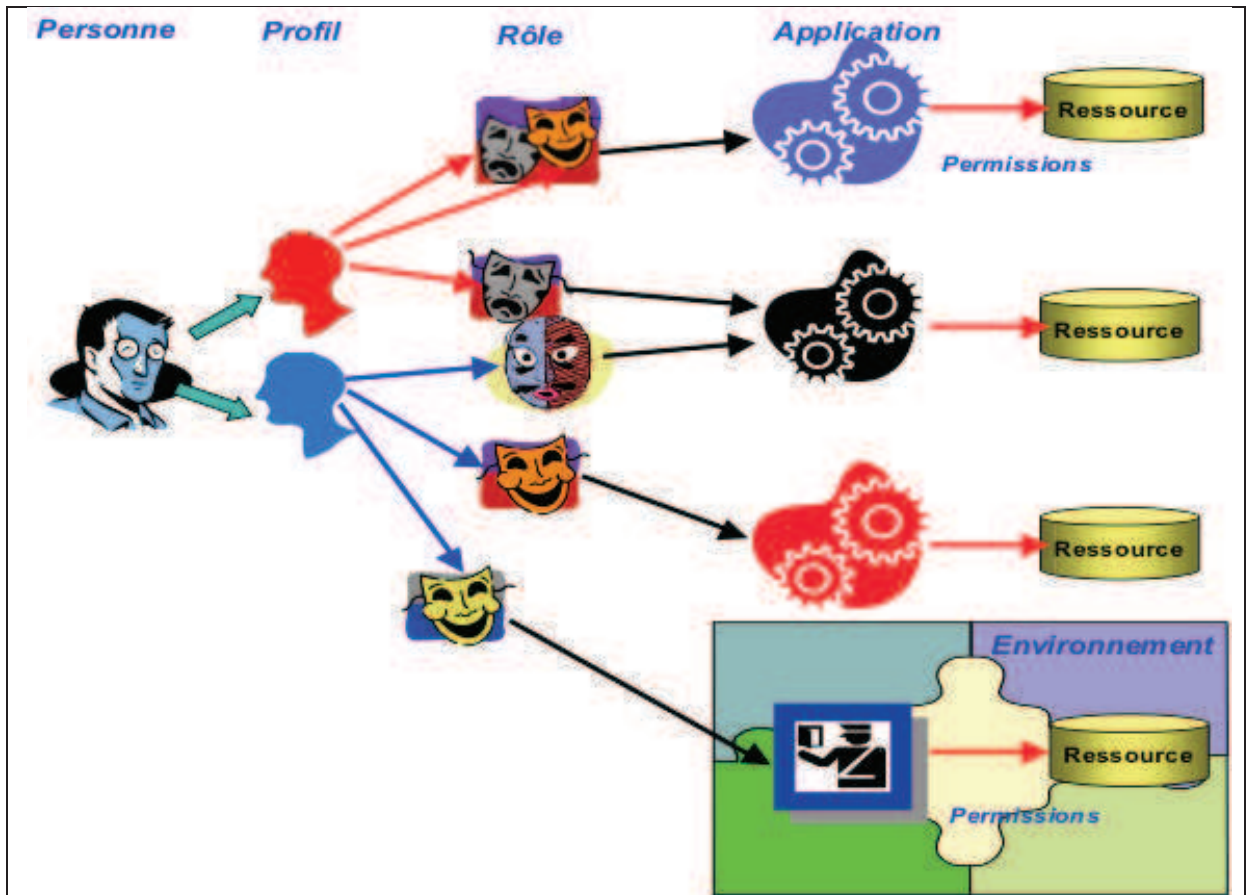 Personne
Profil
Rôle
Application
Ressource
Permissions
Ressource
Ressource
Environnement
Ressource
Permissions